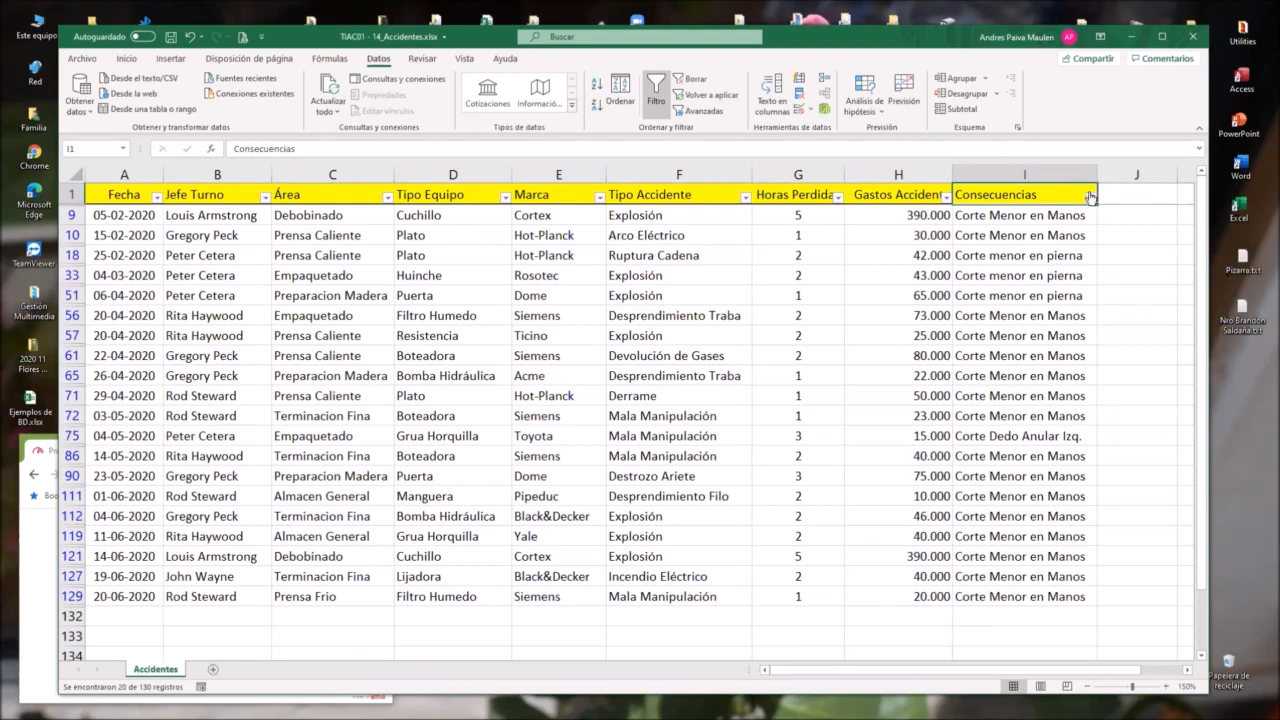 Este equipo
Red
Familia
Chrome
Microsoft
Edge
TeamViewer
Gestión
Multimedia
2020 11
Flores ...
Ejemplos de
BD.xlsx
Utilities
Access
PowerPoint
Word
Excel
Pizarra.txt
Nro Brandon
Saldaña.txt
Papelera de
reciclaje
Autoguardado
TIAC01 - 14_Accidentes.xlsx
Buscar
Andres Paiva Maulen AP
Archivo Inicio Insertar Disposición de página Fórmulas Datos Revisar Vista Ayuda
Compartir Comentarios
Obtener
datos
Desde el texto/CSV
Desde la web
Desde una tabla o rango
Fuentes recientes
Conexiones existentes
Obtener y transformar datos
Actualizar
todo
Consultas y conexiones
Propiedades
Editar vínculos
Consultas y conexiones
Cotizaciones
Informació...
Tipos de datos
Ordenar
Filtro
Borrar
Volver a aplicar
Avanzadas
Ordenar y filtrar
Texto en
columnas
Herramientas de datos
Análisis de
hipótesis
Previsión
Previsión
Agrupar
Desagrupar
Subtotal
Esquema
I1 fx Consecuencias
A B C D E F G H I J
1 Fecha Jefe Turno Área Tipo Equipo Marca Tipo Accidente Horas Perdida Gastos Accident Consecuencias
9 05-02-2020 Louis Armstrong Debobinado Cuchillo Cortex Explosión 5 390.000 Corte Menor en Manos
10 15-02-2020 Gregory Peck Prensa Caliente Plato Hot-Planck Arco Eléctrico 1 30.000 Corte Menor en Manos
18 25-02-2020 Peter Cetera Prensa Caliente Plato Hot-Planck Ruptura Cadena 2 42.000 Corte menor en pierna
33 04-03-2020 Peter Cetera Empaquetado Huinche Rosotec Explosión 2 43.000 Corte menor en pierna
51 06-04-2020 Peter Cetera Preparacion Madera Puerta Dome Explosión 1 65.000 Corte menor en pierna
56 20-04-2020 Rita Haywood Empaquetado Filtro Humedo Siemens Desprendimiento Traba 2 73.000 Corte Menor en Manos
57 20-04-2020 Rita Haywood Prensa Caliente Resistencia Ticino Explosión 2 25.000 Corte Menor en Manos
61 22-04-2020 Gregory Peck Prensa Caliente Boteadora Siemens Devolución de Gases 2 80.000 Corte Menor en Manos
65 26-04-2020 Gregory Peck Preparacion Madera Bomba Hidráulica Acme Desprendimiento Traba 1 22.000 Corte Menor en Manos
71 29-04-2020 Rod Steward Prensa Caliente Plato Hot-Planck Derrame 1 50.000 Corte Menor en Manos
72 03-05-2020 Rod Steward Terminacion Fina Boteadora Siemens Mala Manipulación 1 23.000 Corte Menor en Manos
75 04-05-2020 Peter Cetera Empaquetado Grua Horquilla Toyota Mala Manipulación 3 15.000 Corte Dedo Anular Izq.
86 14-05-2020 Rita Haywood Terminacion Fina Boteadora Siemens Mala Manipulación 2 40.000 Corte Menor en Manos
90 23-05-2020 Gregory Peck Preparacion Madera Puerta Dome Destrozo Ariete 3 75.000 Corte Menor en Manos
111 01-06-2020 Rod Steward Almacen General Manguera Pipeduc Desprendimiento Filo 2 10.000 Corte Menor en Manos
112 04-06-2020 Gregory Peck Terminacion Fina Bomba Hidráulica Black&Decker Explosión 2 46.000 Corte Menor en Manos
119 11-06-2020 Rita Haywood Almacen General Grua Horquilla Yale Explosión 2 40.000 Corte Menor en Manos
121 14-06-2020 Louis Armstrong Debobinado Cuchillo Cortex Explosión 5 390.000 Corte Menor en Manos
127 19-06-2020 John Wayne Terminacion Fina Lijadora Black&Decker Incendio Eléctrico 2 40.000 Corte Menor en Manos
129 20-06-2020 Rod Steward Prensa Frio Filtro Humedo Siemens Mala Manipulación 1 20.000 Corte Menor en Manos
132
133
134
Accidentes
Se encontraron 20 de 130 registros
150%